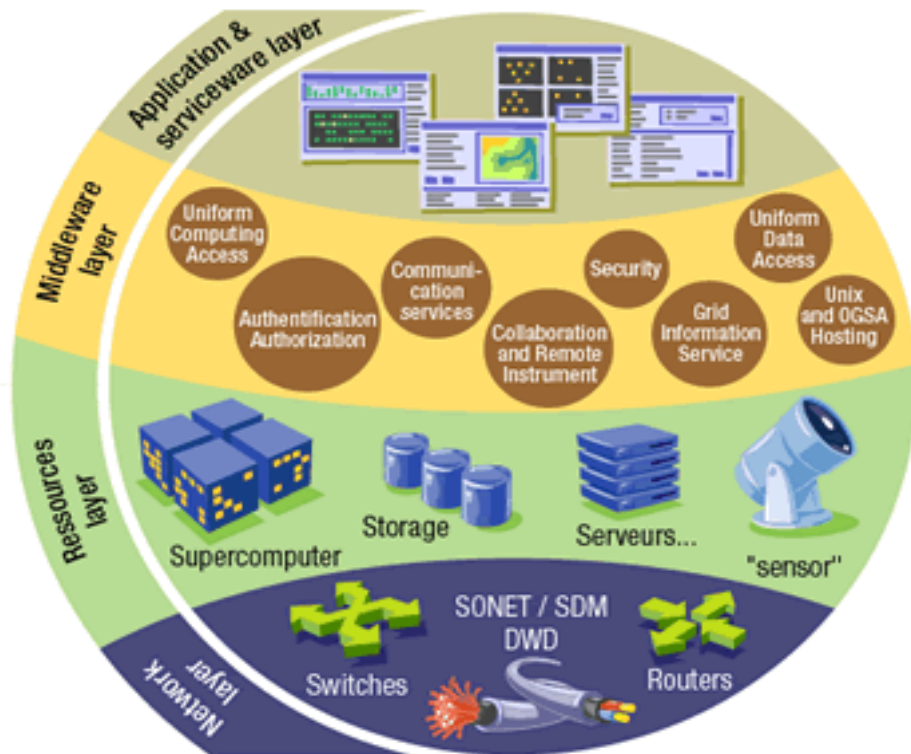 Application &
serviceware layer
Middleware
layer
Uniform
Computing
Access
Authentification
Authorization
Communi-
cation
services
Collaboration
and Remote
Instrument
Security
Grid
Information
Service
Uniform
Data
Access
Unix
and OGSA
Hosting
Ressources
layer
Supercomputer
Storage
Serveurs...
"sensor"
Network
layer
Switches
SONET / SDM
DWD
Routers